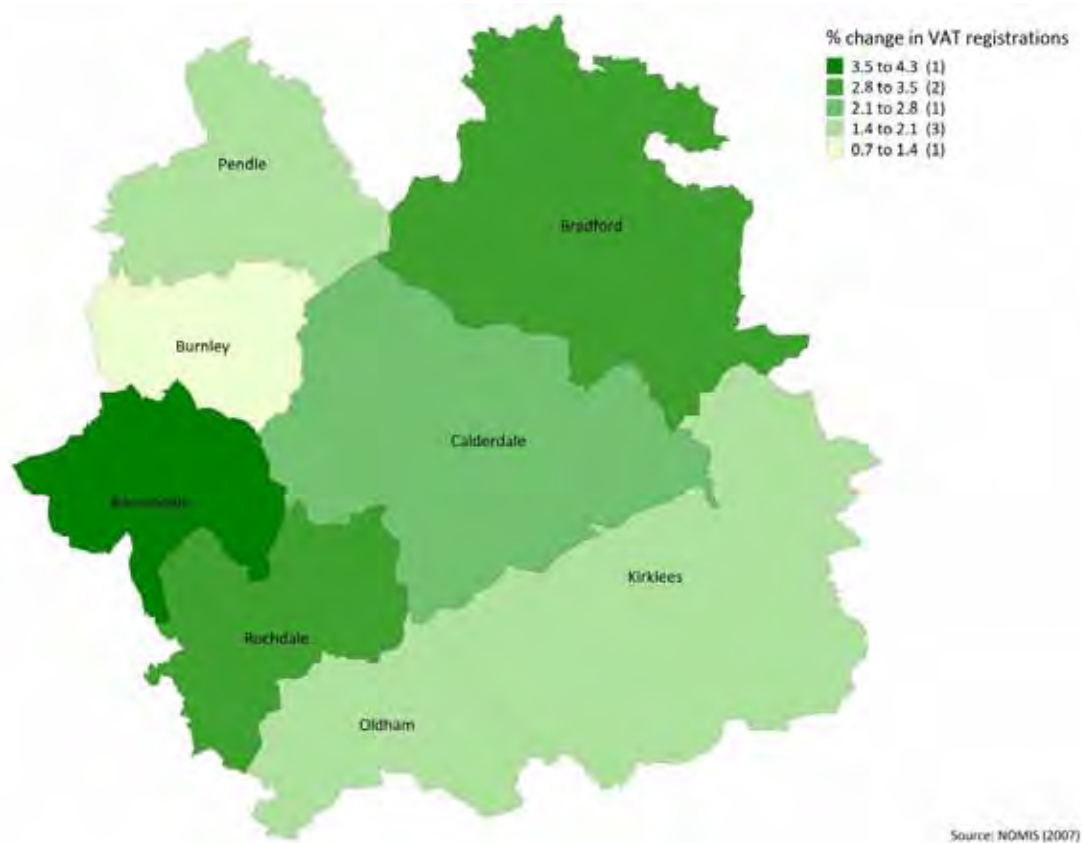 % change in VAT registrations
3.5 to 4.3 (1)
2.8 to 3.5 (2)
2.1 to 2.8 (1)
1.4 to 2.1 (3)
0.7 to 1.4 (1)
Pendle
Bradford
Burnley
Calderdale
Rossendale
Kirklees
Rochdale
Oldham
Source: NOMIS (2007)